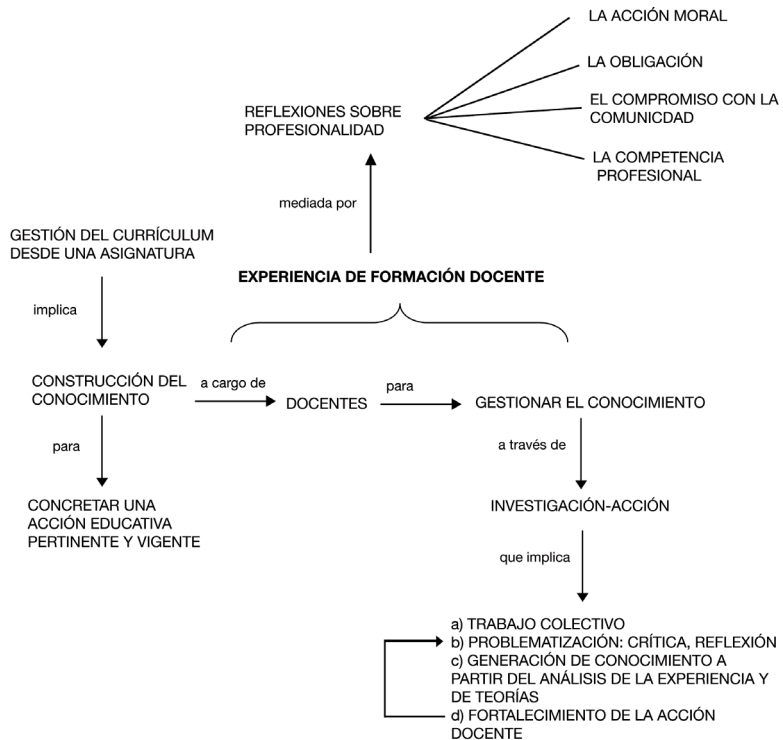 LA ACCIÓN MORAL
LA OBLIGACIÓN
EL COMPROMISO CON LA
COMUNICDAD
LA COMPETENCIA
PROFESIONAL
REFLEXIONES SOBRE
PROFESIONALIDAD
mediada por
GESTIÓN DEL CURRÍCULUM
DESDE UNA ASIGNATURA
EXPERIENCIA DE FORMACIÓN DOCENTE
implica
CONSTRUCCIÓN DEL
CONOCIMIENTO
a cargo de
DOCENTES
para
GESTIONAR EL CONOCIMIENTO
para
a través de
CONCRETAR UNA
ACCIÓN EDUCATIVA
PERTINENTE Y VIGENTE
INVESTIGACIÓN-ACCIÓN
que implica
a) TRABAJO COLECTIVO
b) PROBLEMATIZACIÓN: CRÍTICA, REFLEXIÓN
c) GENERACIÓN DE CONOCIMIENTO A
PARTIR DEL ANÁLISIS DE LA EXPERIENCIA Y
DE TEORÍAS
d) FORTALECIMIENTO DE LA ACCIÓN
DOCENTE